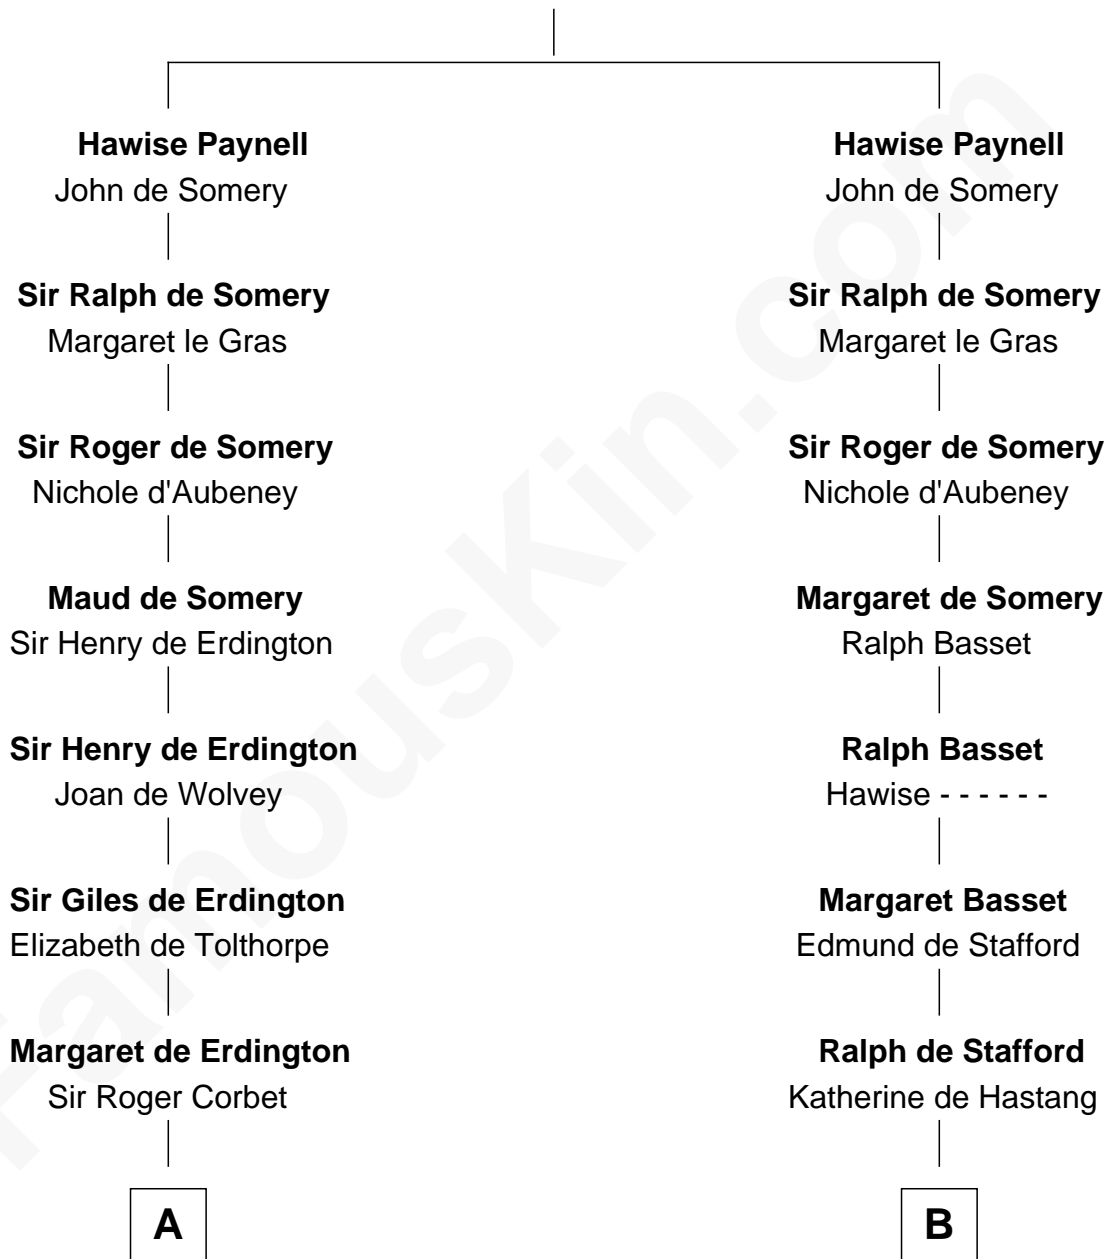 Hawise Paynell
John de Somery
Sir Ralph de Somery
Margaret le Gras
Sir Roger de Somery
Nichole d'Aubeney
Maud de Somery
Sir Henry de Erdington
Sir Henry de Erdington
Joan de Wolvey
Sir Giles de Erdington
Elizabeth de Tolthorpe
Margaret de Erdington
Sir Roger Corbet
A
Hawise Paynell
John de Somery
Sir Ralph de Somery
Margaret le Gras
Sir Roger de Somery
Nichole d'Aubeney
Margaret de Somery
Ralph Basset
Ralph Basset
Hawise - - - - - -
Margaret Basset
Edmund de Stafford
Ralph de Stafford
Katherine de Hastang
B
FamousKin.com